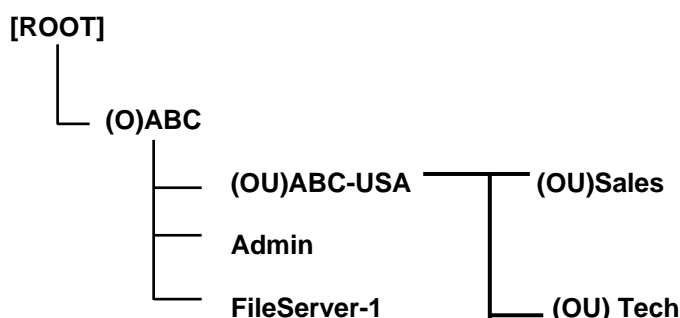 [ROOT]
(O)ABC
(OU)ABC-USA (OU)Sales
Admin
FileServer-1 (OU) Tech